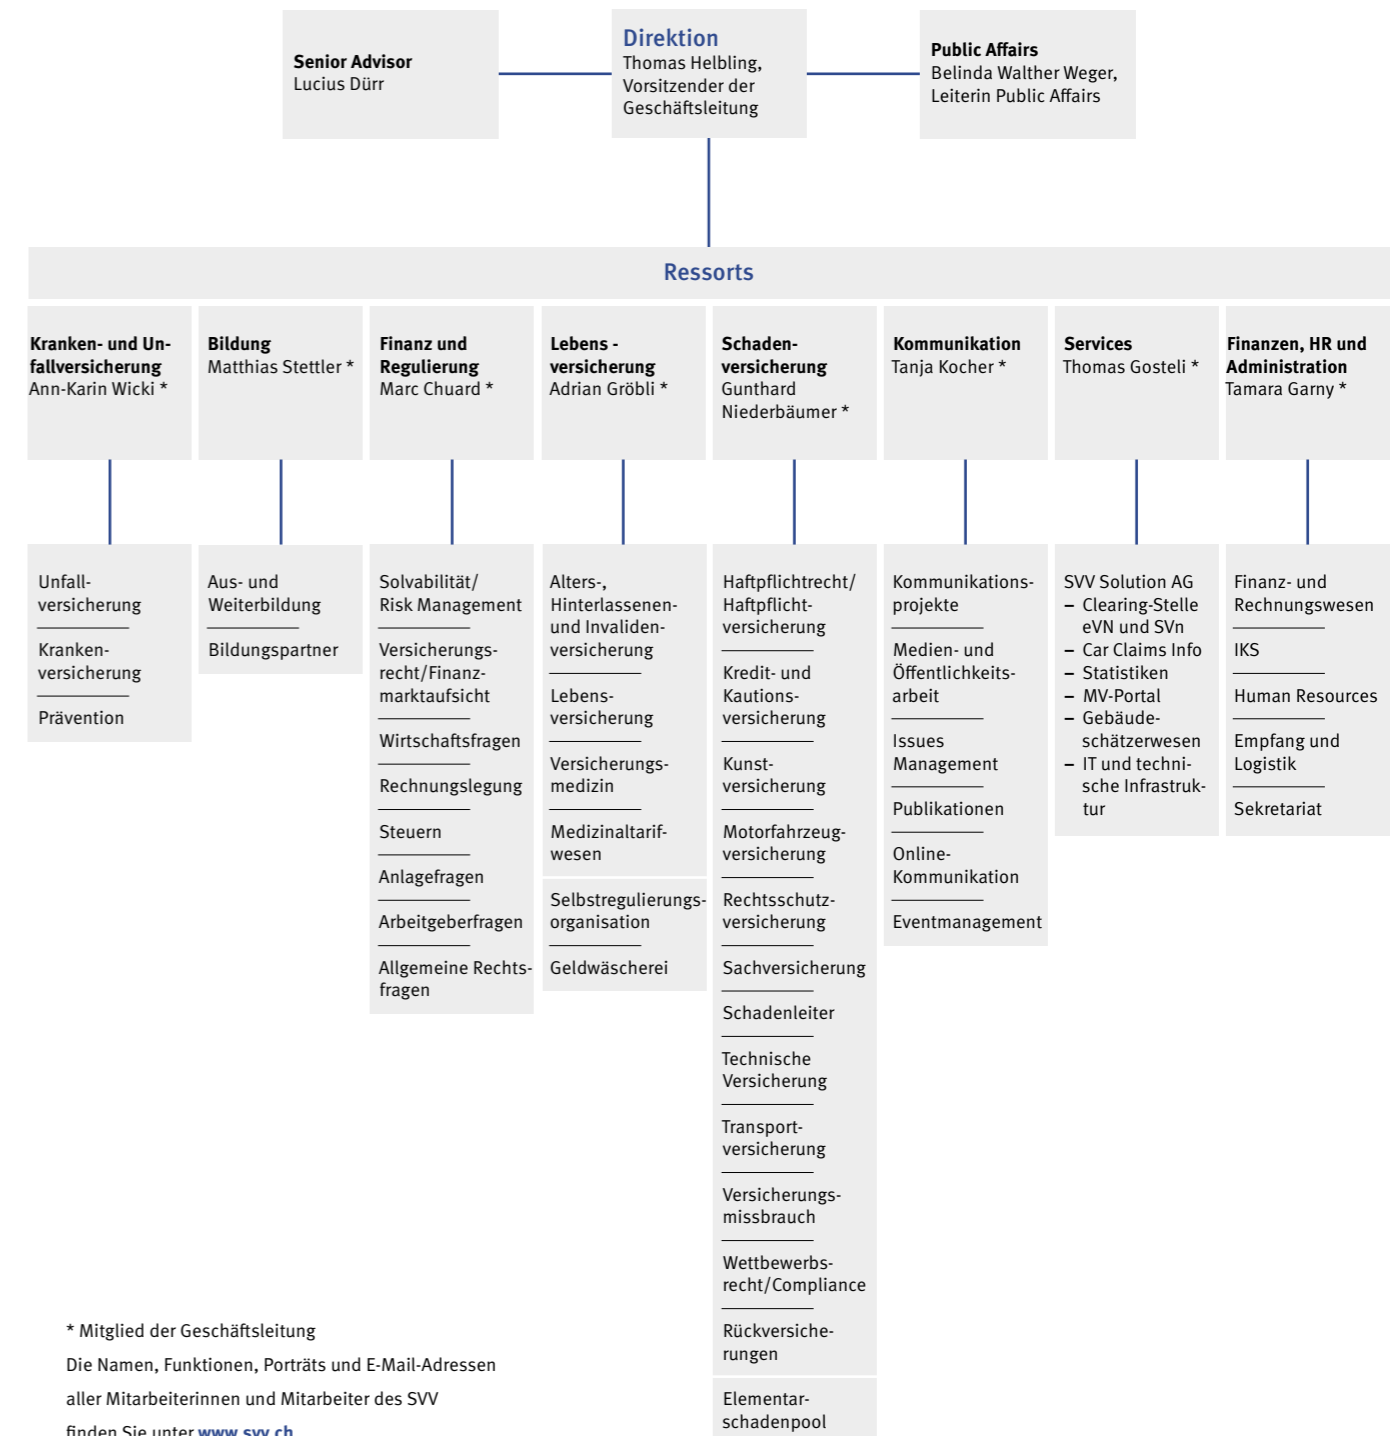 Senior Advisor
Lucius Dürr
Direktion
Thomas Helbling,
Vorsitzender der
Geschäftsleitung
Public Affairs
Belinda Walther Weger,
Leiterin Public Affairs
Ressorts
Kranken- und Un-
fallversicherung
Ann-Karin Wicki *
Bildung
Matthias Stettler *
Finanz und
Regulierung
Marc Chuard *
Lebens -
versicherung
Adrian Gröbli *
Schaden-
versicherung
Gunthard
Niederbäumer *
Kommunikation
Tanja Kocher *
Services
Thomas Gosteli *
Finanzen, HR und
Administration
Tamara Garny *
Unfall-
versicherung
Kranken-
versicherung
Prävention
Aus- und
Weiterbildung
Bildungspartner
Solvabilität/
Risk Management
Versicherungs-
recht/Finanz-
marktaufsicht
Wirtschaftsfragen
Rechnungslegung
Steuern
Anlagefragen
Arbeitgeberfragen
Allgemeine Rechts-
fragen
Alters-,
Hinterlassenen-
und Invaliden-
versicherung
Lebens-
versicherung
Versicherungs-
medizin
Medizinaltarif-
wesen
Selbstregulierungs-
organisation
Geldwäscherei
Haftpflichtrecht/
Haftpflicht-
versicherung
Kredit- und
Kautions-
versicherung
Kunst-
versicherung
Motorfahrzeug-
versicherung
Rechtsschutz-
versicherung
Sachversicherung
Schadenleiter
Technische
Versicherung
Transport-
versicherung
Versicherungs-
missbrauch
Wettbewerbs-
recht/Compliance
Rückversiche-
rungen
Elementar-
schadenpool
Kommunikations-
projekte
Medien- und
Öffentlichkeits-
arbeit
Issues
Management
Publikationen
Online-
Kommunikation
Eventmanagement
SVV Solution AG
– Clearing-Stelle
eVN und SVn
– Car Claims Info
– Statistiken
– MV-Portal
– Gebäude-
schätzerwesen
– IT und techni-
sche Infrastruk-
tur
Finanz- und
Rechnungswesen
IKS
Human Resources
Empfang und
Logistik
Sekretariat
* Mitglied der Geschäftsleitung
Die Namen, Funktionen, Porträts und E-Mail-Adressen
aller Mitarbeiterinnen und Mitarbeiter des SVV
finden Sie unter www.svv.ch